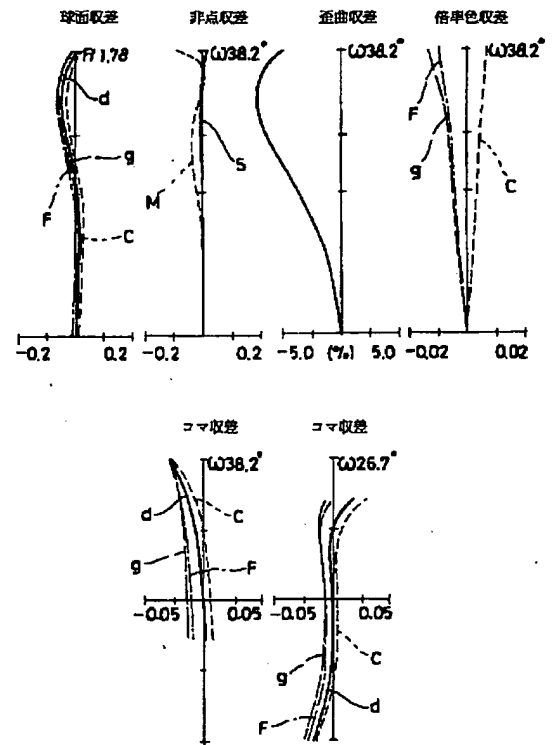 球面収差
F/1.78
d
g
F
C
-0.2 0.2
非点収差
ω38.2°
S
M
-0.2 0.2
歪曲収差
ω38.2°
-5.0 (%) 5.0
倍率色収差
ω38.2°
F
g
C
-0.02 0.02
コマ収差
ω38.2°
d
C
g
F
-0.05 0.05
コマ収差
ω26.7°
-0.05 0.05
g
C
F
d